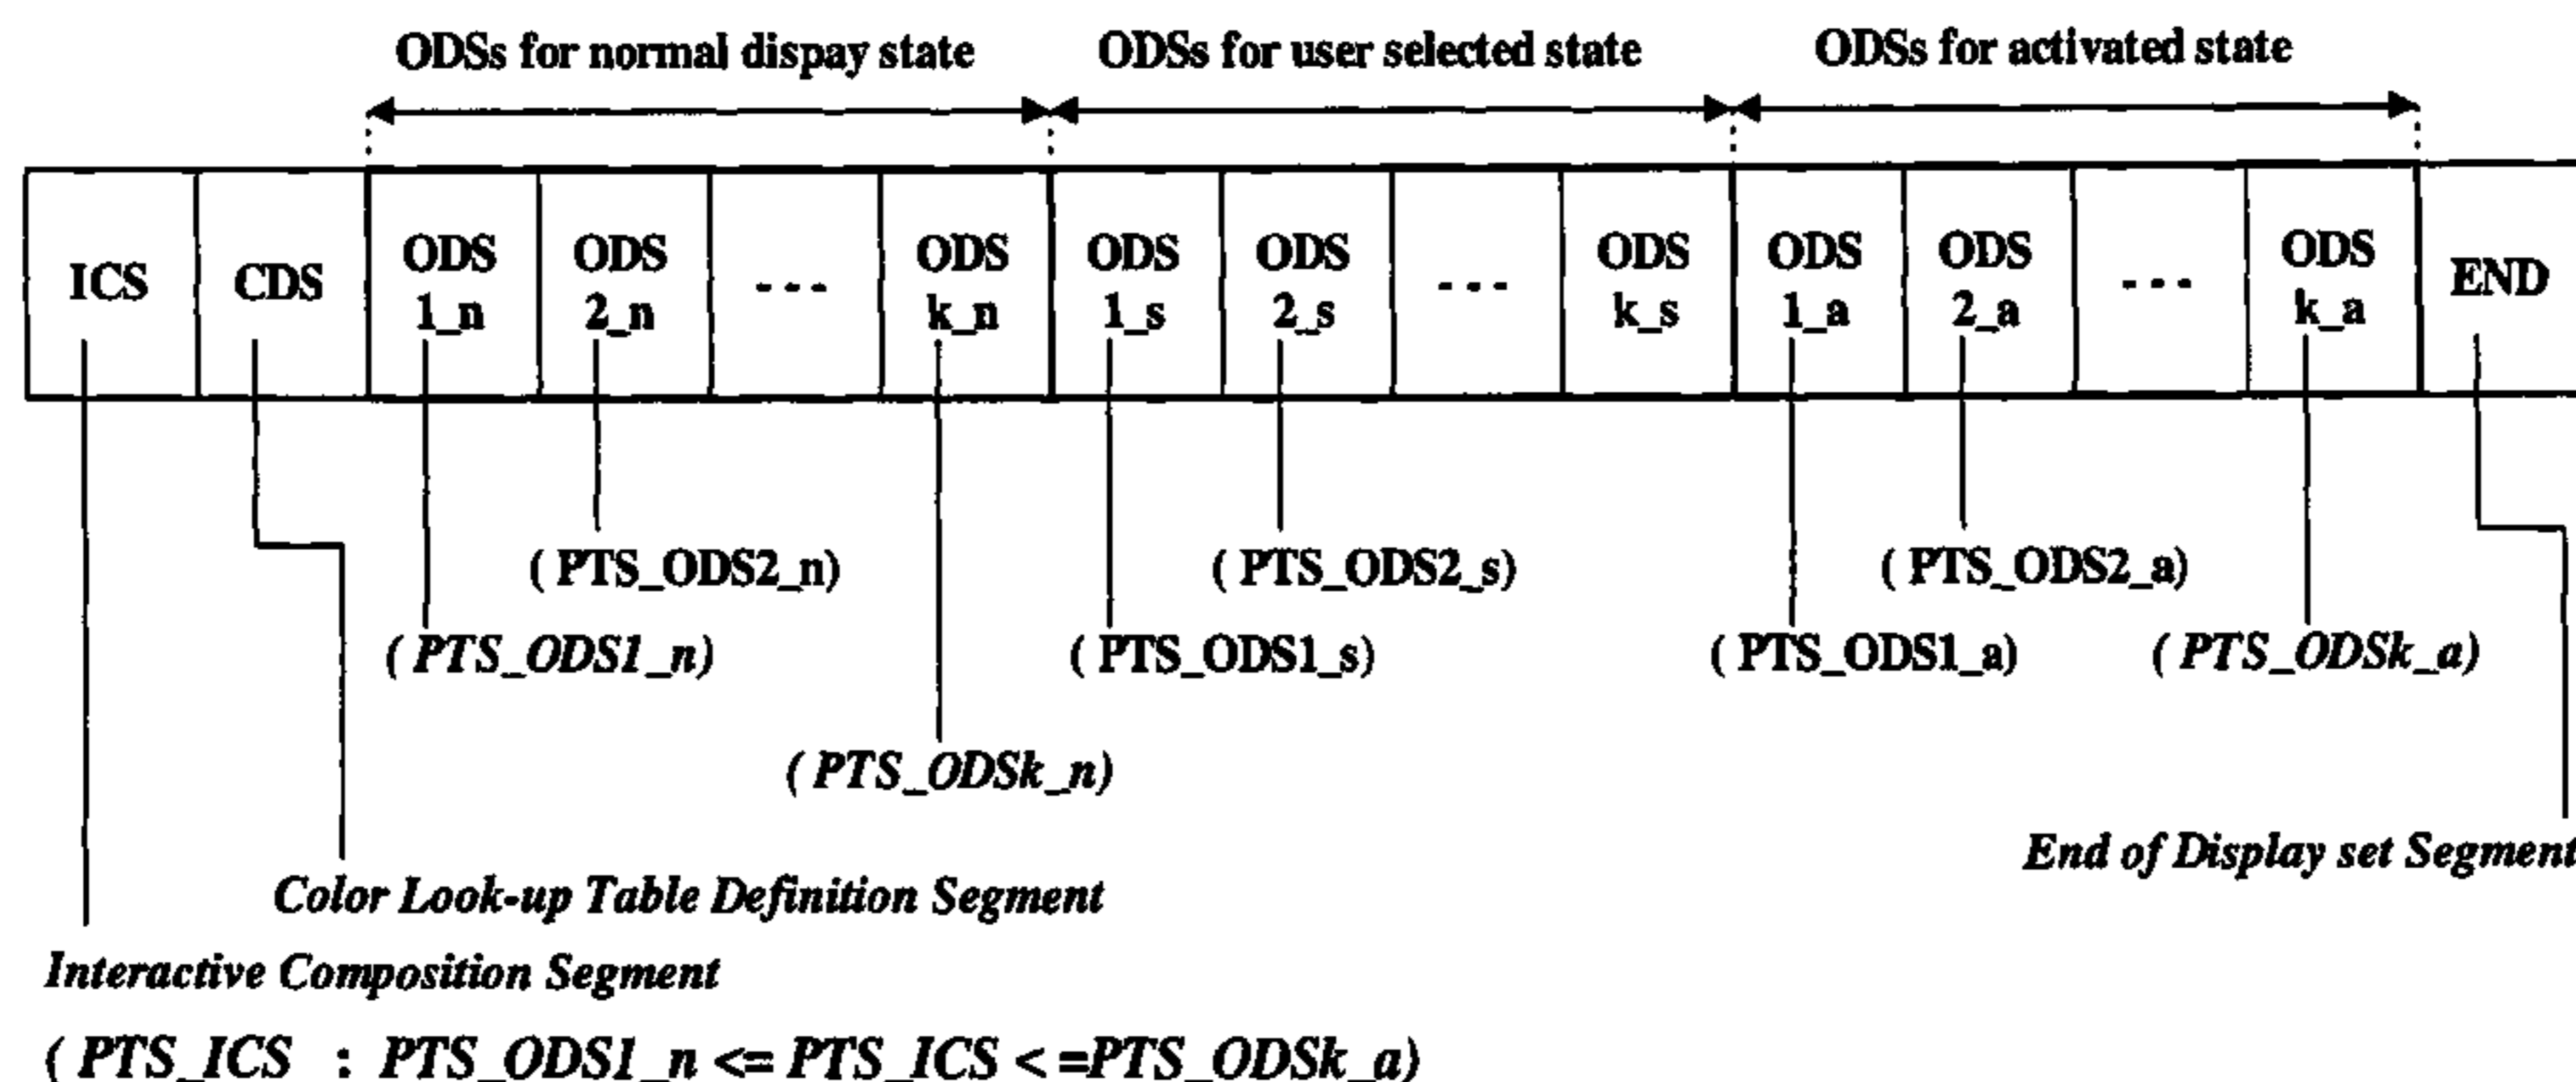 ODSs for normal dispay state
ODSs for user selected state
ODSs for activated state
ICS
CDS
ODS
1_n
ODS
2_n
- - -
ODS
k_n
ODS
1_s
ODS
2_s
- - -
ODS
k_s
ODS
1_a
ODS
2_a
- - -
ODS
k_a
END
( PTS_ODS2_n)
( PTS_ODS2_s)
( PTS_ODS2_a)
( PTS_ODS1_n)
( PTS_ODS1_s)
( PTS_ODS1_a)
( PTS_ODSk_a)
( PTS_ODSk_n)
End of Display set Segment
Color Look-up Table Definition Segment
Interactive Composition Segment
( PTS_ICS : PTS_ODS1_n <= PTS_ICS < =PTS_ODSk_a)